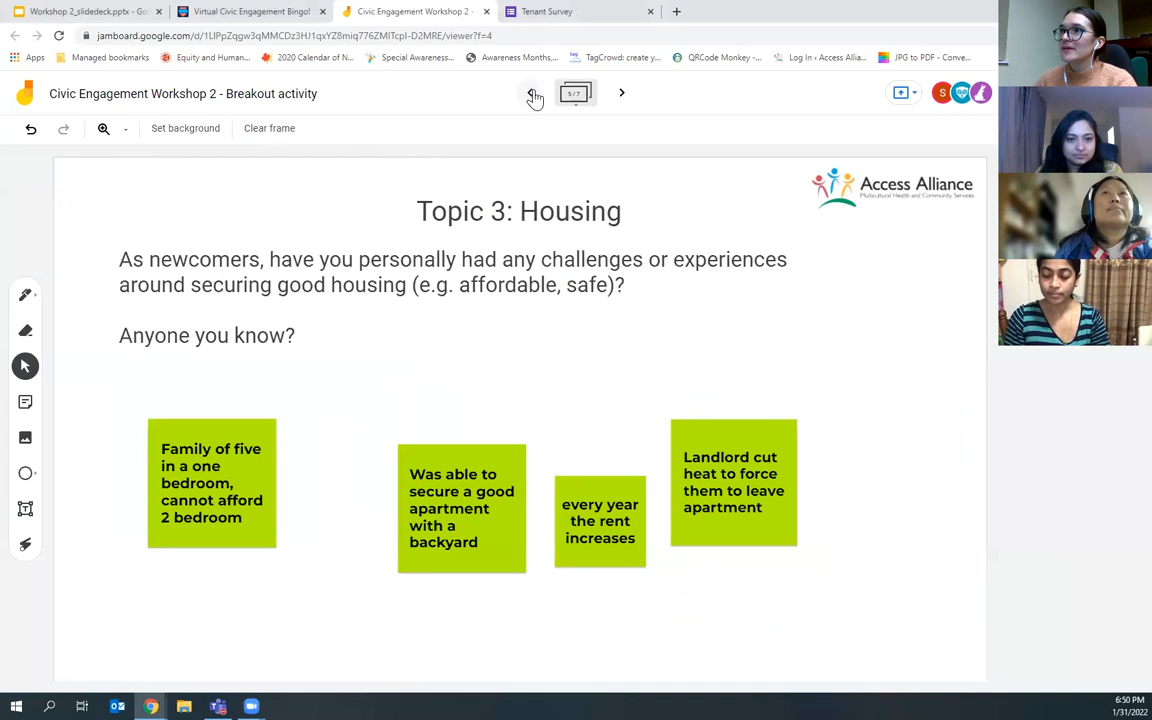 Workshop 2_slidedeck.pptx - Go
Virtual Civic Engagement Bingo!
Civic Engagement Workshop 2 -
Tenant Survey
jamboard.google.com/d/1LlPpZqgw3qMMCDz3HJ1qxYZ8miq776ZMITcpI-D2MRE/viewer?f=4
Apps
Managed bookmarks
Equity and Human...
2020 Calendar of N...
Special Awareness...
Awareness Months,...
TagCrowd: create y...
QRCode Monkey -...
Log In ‹ Access Allia...
JPG to PDF - Conve...
Civic Engagement Workshop 2 - Breakout activity
5/7
S
Set background
Clear frame
Access Alliance
Multicultural Health and Community Services
Topic 3: Housing
As newcomers, have you personally had any challenges or experiences
around securing good housing (e.g. affordable, safe)?
Anyone you know?
Family of five
in a one
bedroom,
cannot afford
2 bedroom
Was able to
secure a good
apartment
with a
backyard
every year
the rent
increases
Landlord cut
heat to force
them to leave
apartment
6:50 PM
1/31/2022